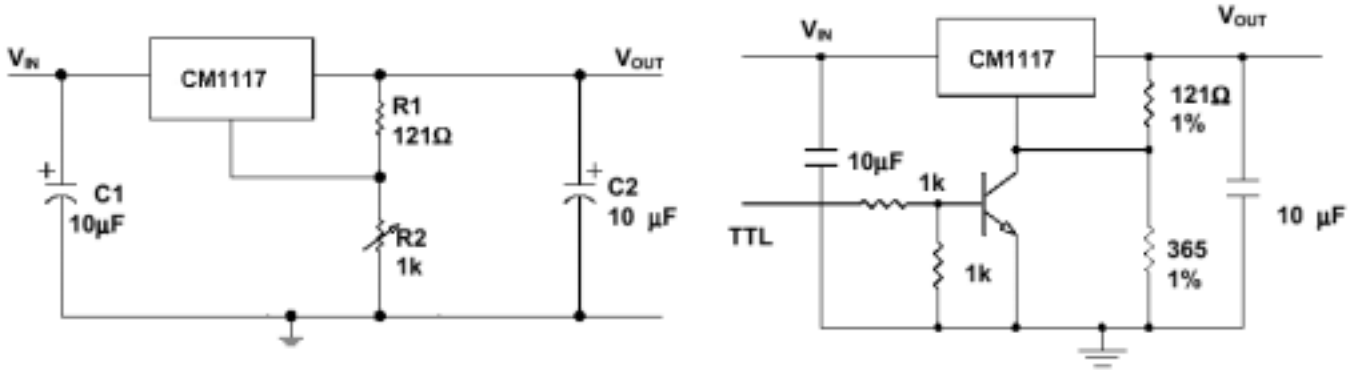 VIN
CM1117
VOUT
R1
121Ω
C1
10µF
C2
10 µF
R2
1k
VIN
CM1117
VOUT
121Ω
1%
10µF
1k
TTL
1k
10 µF
365
1%